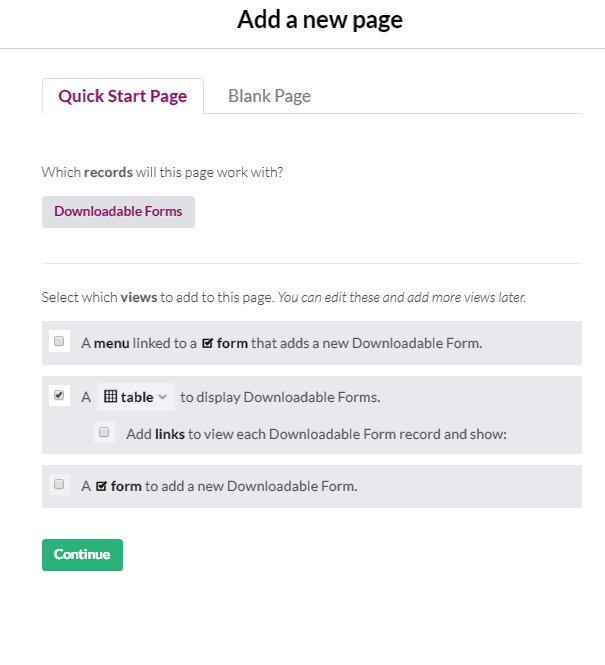 Add a new page
Quick Start Page
Blank Page
Which records will this page work with?
Downloadable Forms
Select which views to add to this page. You can edit these and add more views later.
A menu linked to a form that adds a new Downloadable Form.
A table to display Downloadable Forms.
Add links to view each Downloadable Form record and show:
A form to add a new Downloadable Form.
Continue